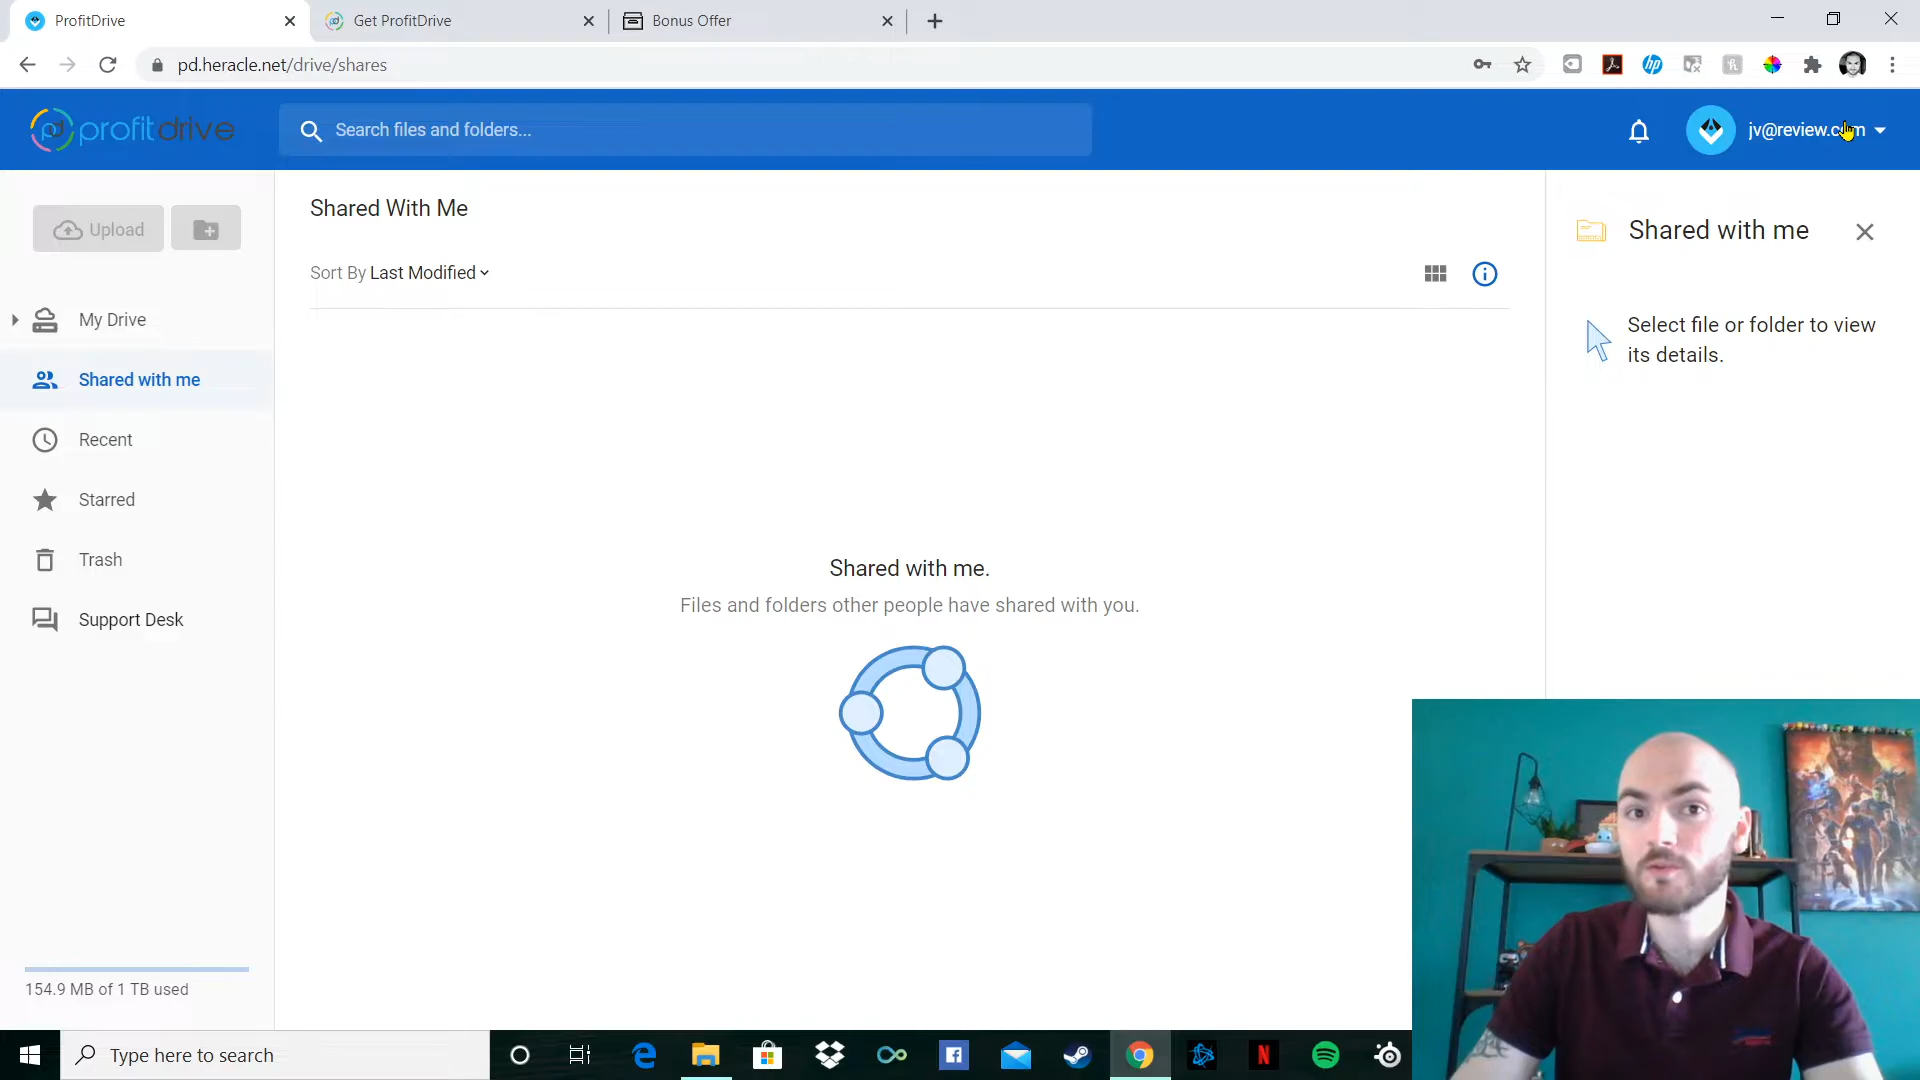 ProfitDrive
Get ProfitDrive
Bonus Offer
pd.heracle.net/drive/shares
pd profitdrive
Search files and folders...
Upload
My Drive
Shared with me
Recent
Starred
Trash
Support Desk
154.9 MB of 1 TB used
Shared With Me
Sort By Last Modified
Shared with me.
Files and folders other people have shared with you.
Shared with me
Select file or folder to view
its details.
Type here to search